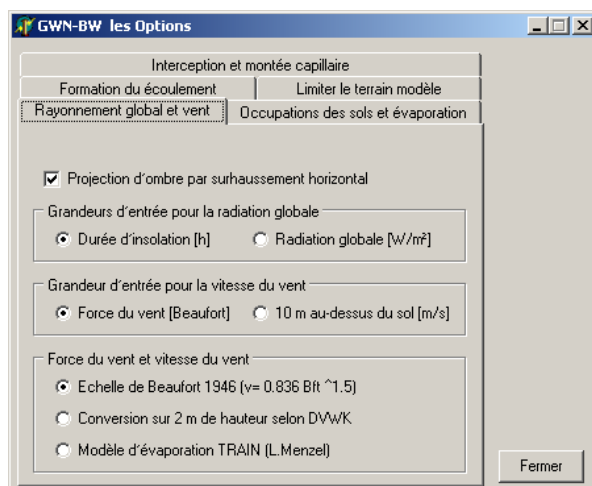 GWN-BW les Options
Interception et montée capillaire
Formation du écoulement
Limiter le terrain modèle
Rayonnement global et vent
Occupations des sols et évaporation
Projection d´ombre par surhaussement horizontal
Grandeurs d´entrée pour la radiation globale
Durée d´insolation [h]
Radiation globale [W/m²]
Grandeur d´entrée pour la vitesse du vent
Force du vent [Beaufort]
10 m au-dessus du sol [m/s]
Force du vent et vitesse du vent
Echelle de Beaufort 1946 (v= 0.836 Bft ^1.5)
Conversion sur 2 m de hauteur selon DVWK
Modèle d´évaporation TRAIN (L.Menzel)
Fermer